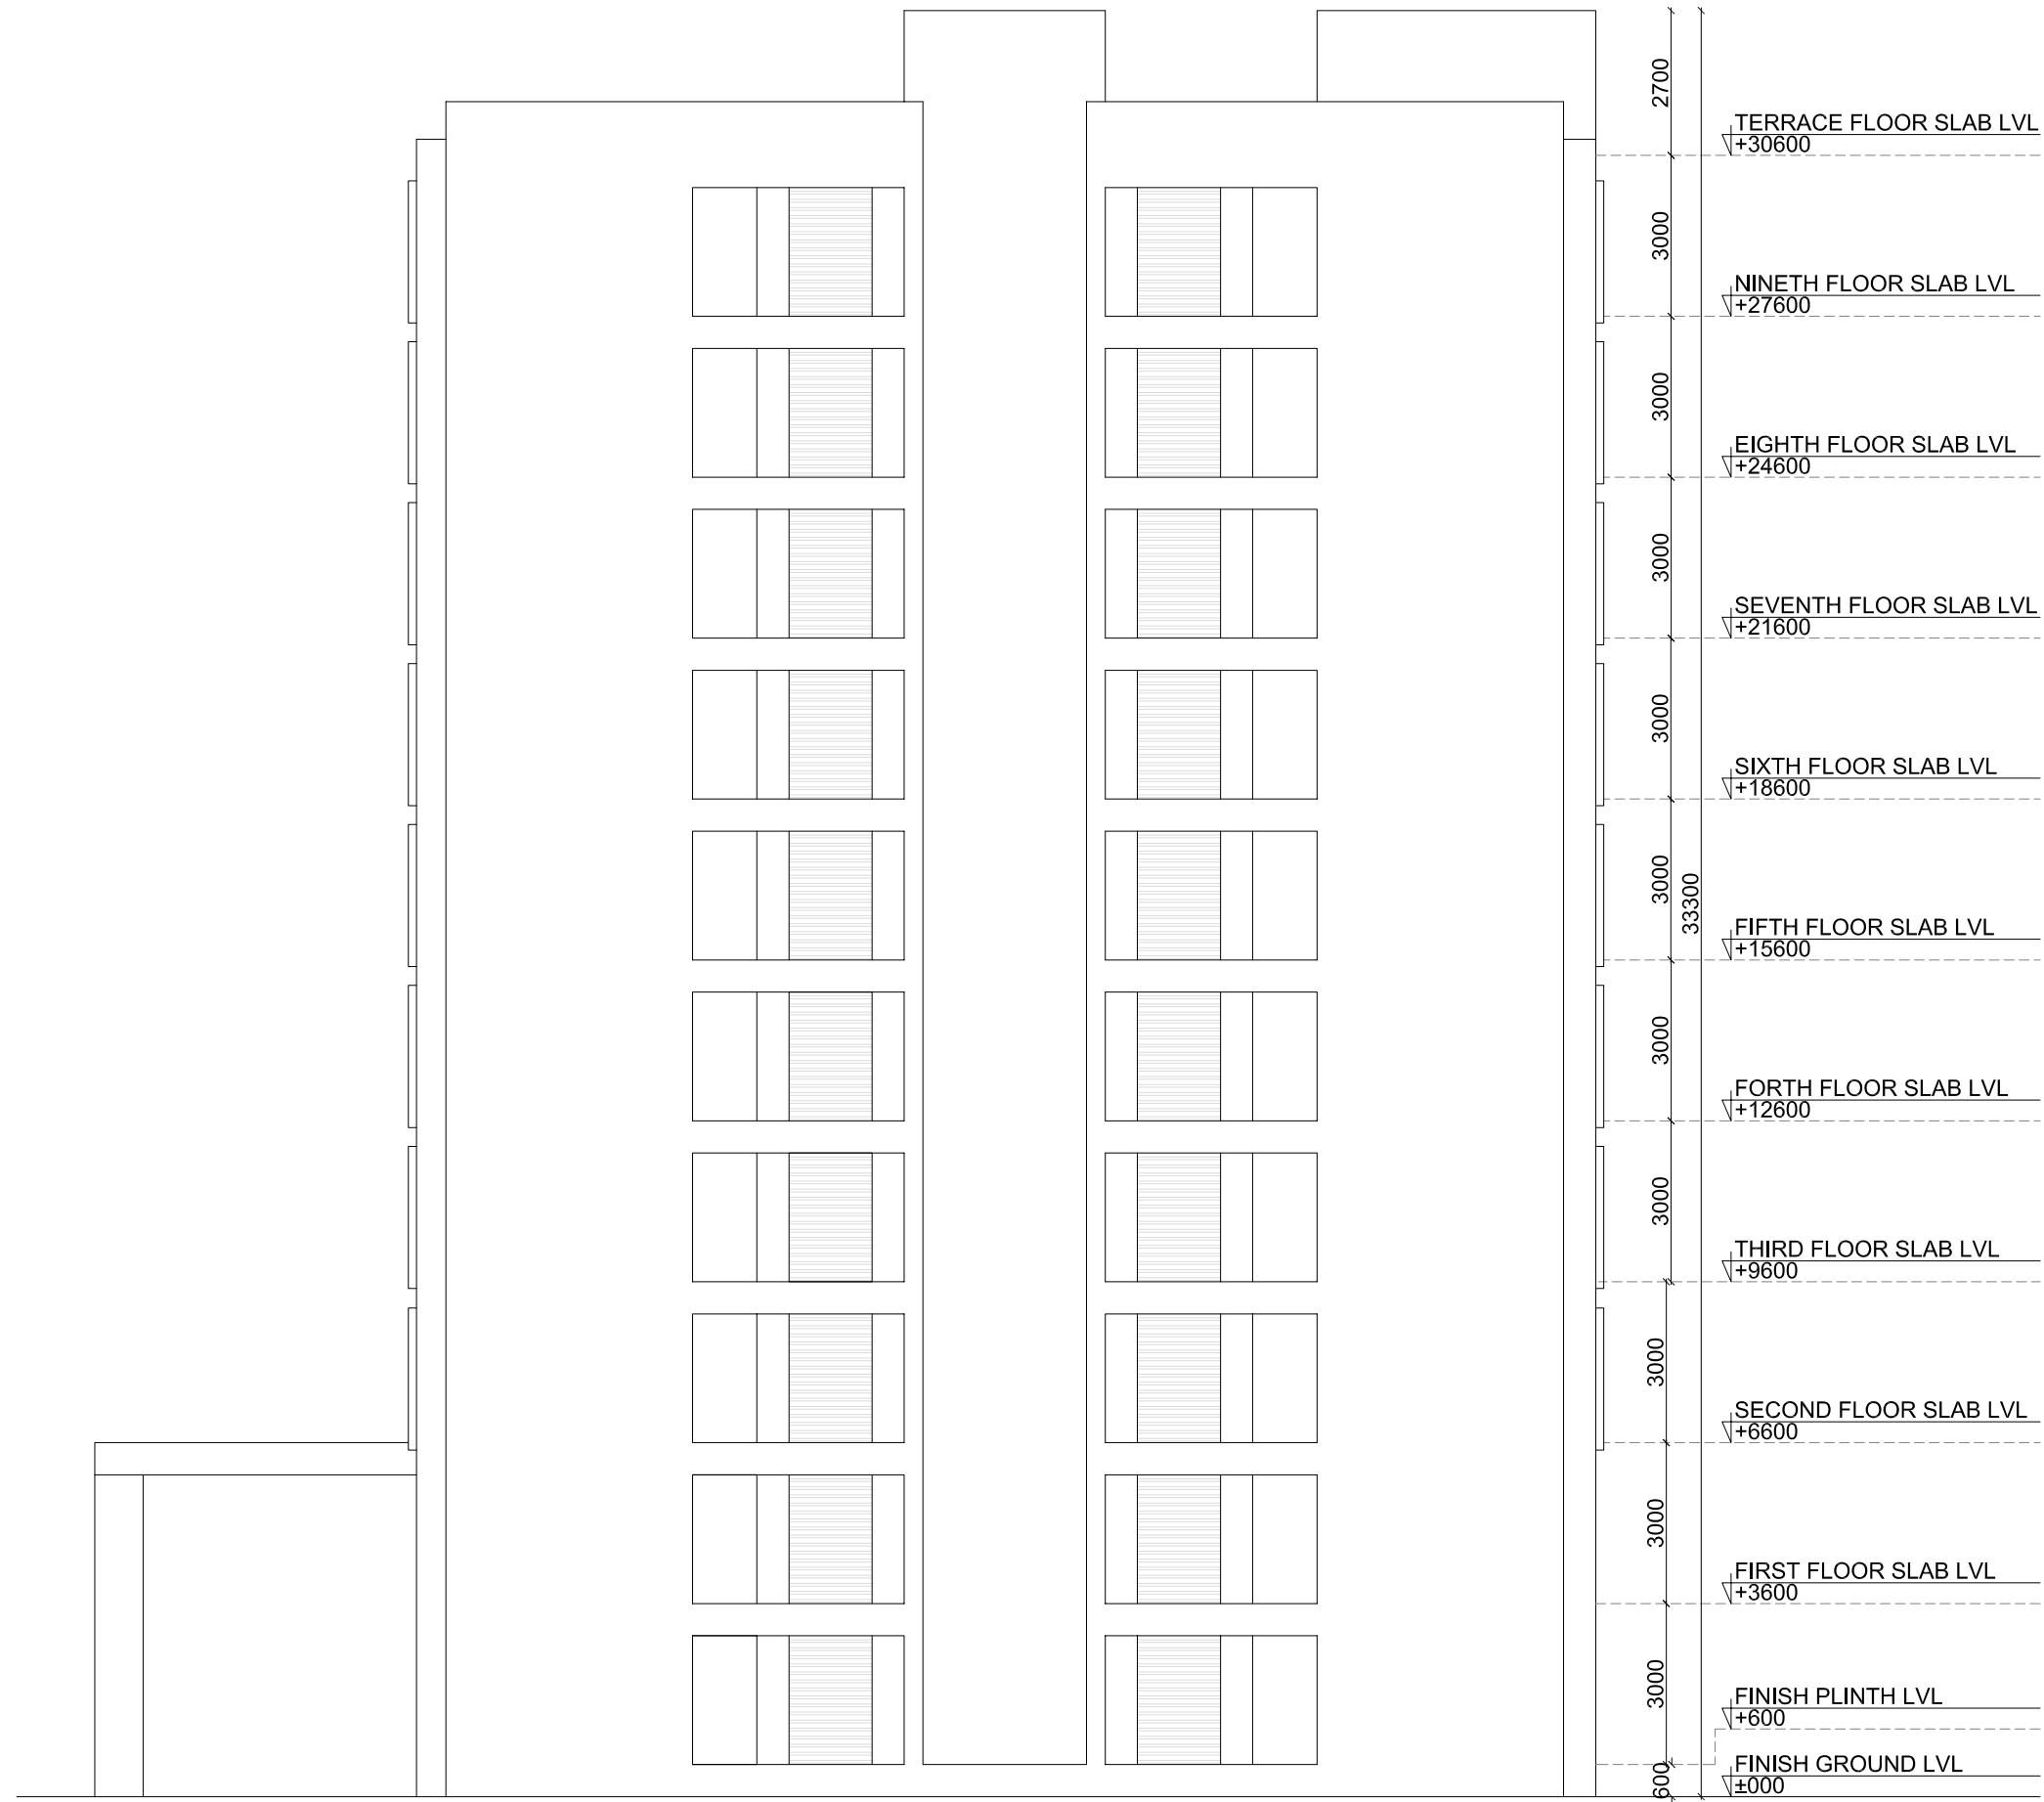 2700
TERRACE FLOOR SLAB LVL
+30600
3000
NINETH FLOOR SLAB LVL
+27600
3000
EIGHTH FLOOR SLAB LVL
+24600
3000
SEVENTH FLOOR SLAB LVL
+21600
3000
SIXTH FLOOR SLAB LVL
+18600
3000
33300
FIFTH FLOOR SLAB LVL
+15600
3000
FORTH FLOOR SLAB LVL
+12600
3000
THIRD FLOOR SLAB LVL
+9600
3000
SECOND FLOOR SLAB LVL
+6600
3000
FIRST FLOOR SLAB LVL
+3600
3000
FINISH PLINTH LVL
+600
600
FINISH GROUND LVL
±000